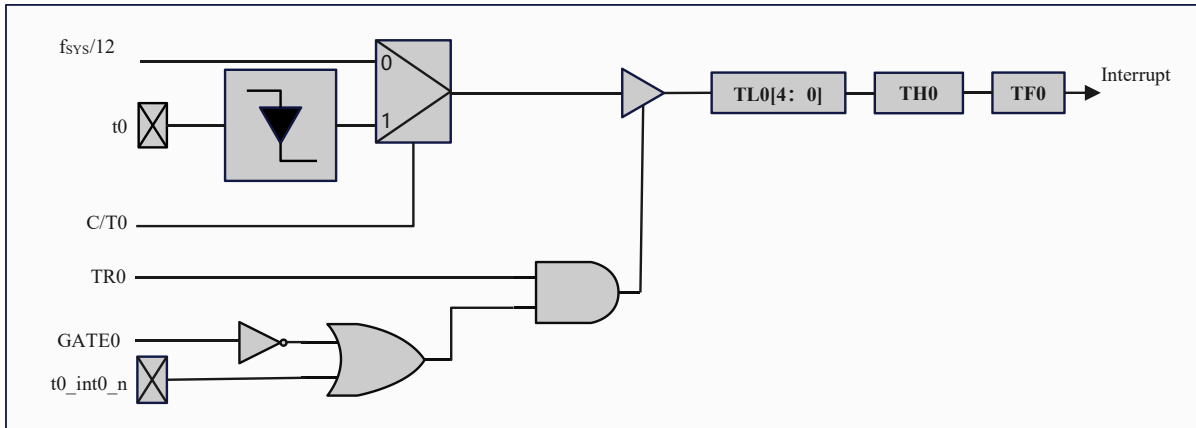 fSYS/12
0
t0
1
TL0[4：0]
TH0
TF0
Interrupt
C/T0
TR0
GATE0
t0_int0_n